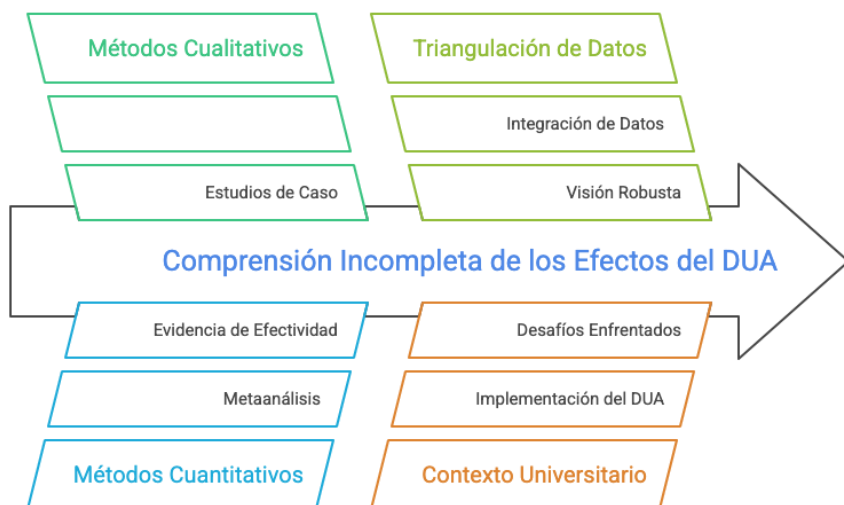 Métodos Cualitativos
Triangulación de Datos
Integración de Datos
Estudios de Caso
Visión Robusta
Comprensión Incompleta de los Efectos del DUA
Evidencia de Efectividad
Desafíos Enfrentados
Metaanálisis
Implementación del DUA
Métodos Cuantitativos
Contexto Universitario